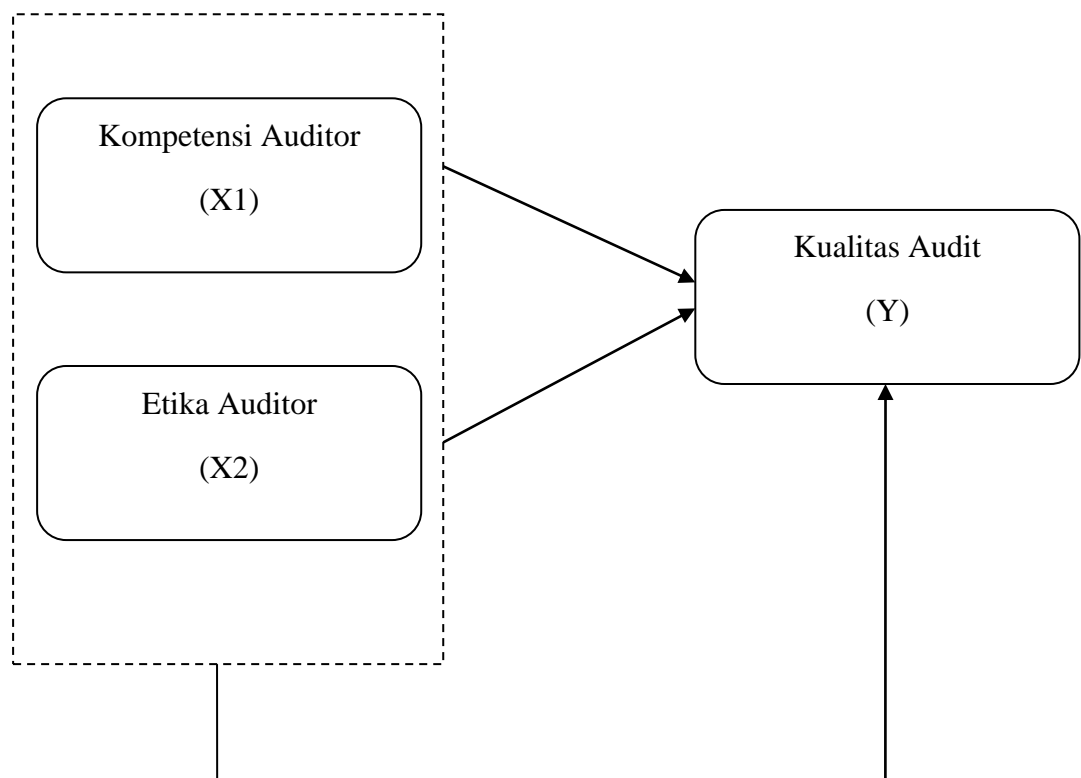 Kompetensi Auditor
(X1)
Kualitas Audit
(Y)
Etika Auditor
(X2)